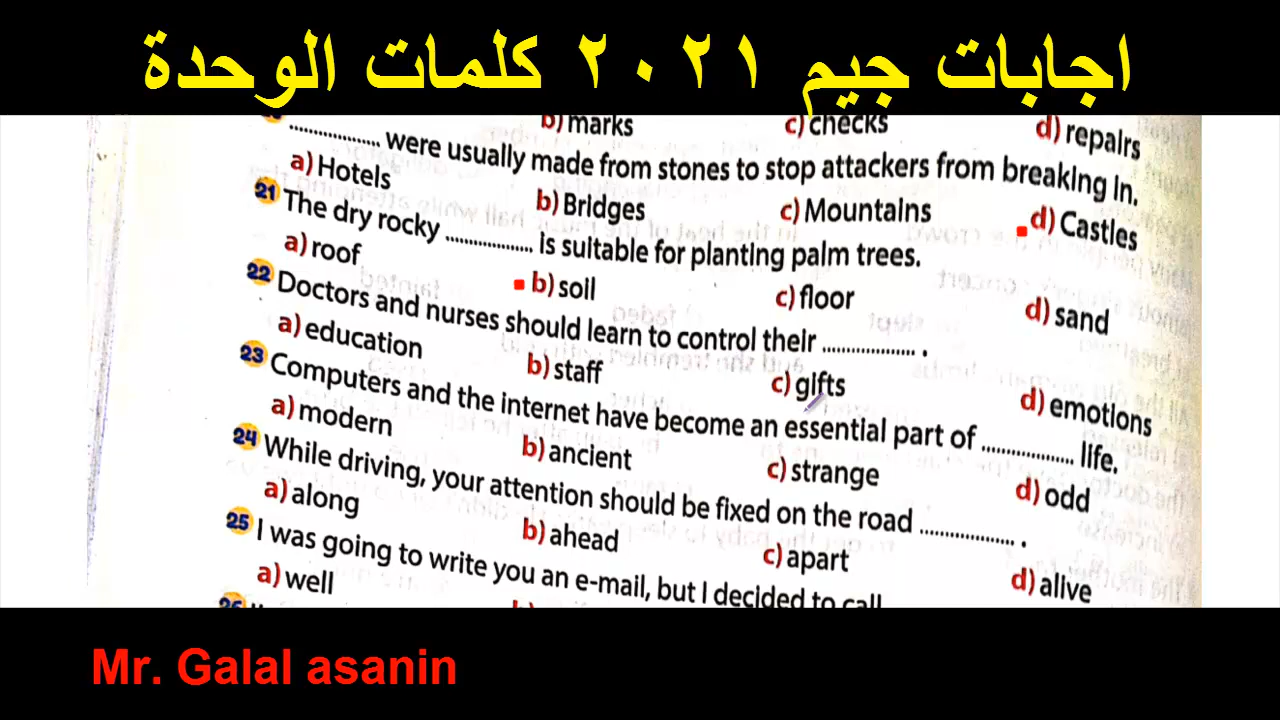 اجابات جيم ٢٠٢١ كلمات الوحدة
b) marks c) checks d) repairs
................ were usually made from stones to stop attackers from breaking in.
a) Hotels b) Bridges c) Mountains d) Castles
21 The dry rocky ................ is suitable for planting palm trees.
a) roof b) soil c) floor d) sand
22 Doctors and nurses should learn to control their ................ .
a) education b) staff c) gifts d) emotions
23 Computers and the internet have become an essential part of ................ life.
a) modern b) ancient c) strange d) odd
24 While driving, your attention should be fixed on the road ................ .
a) along b) ahead c) apart d) alive
25 I was going to write you an e-mail, but I decided to call
a) well
26
Mr. Galal asanin